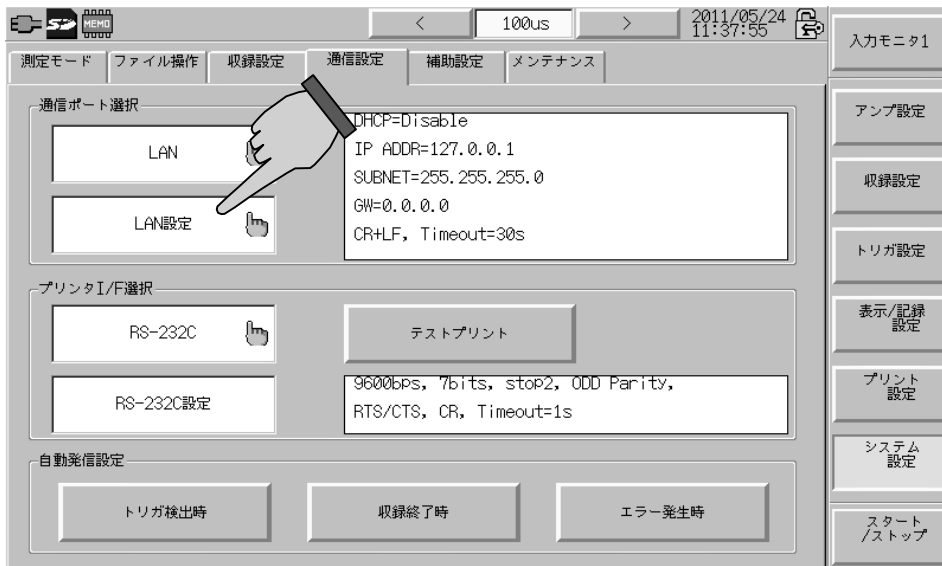 SD MEMO < 100us > 2011/05/24
11:37:55
入力モニタ1
測定モード ファイル操作 収録設定 通信設定 補助設定 メンテナンス
通信ポート選択
LAN
LAN設定
DHCP=Disable
IP ADDR=127.0.0.1
SUBNET=255.255.255.0
GW=0.0.0.0
CR+LF, Timeout=30s
プリンタI/F選択
RS-232C
テストプリント
RS-232C設定
9600bps, 7bits, stop2, ODD Parity,
RTS/CTS, CR, Timeout=1s
自動発信設定
トリガ検出時 収録終了時 エラー発生時
アンプ設定
収録設定
トリガ設定
表示/記録
設定
プリント
設定
システム
設定
スタート
/ストップ